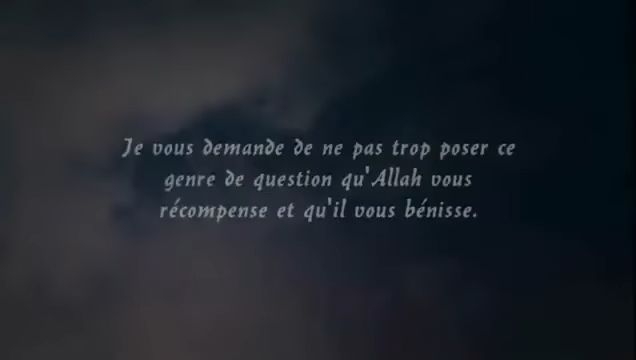 Je vous demande de ne pas trop poser ce
genre de question qu'Allah vous
récompense et qu'il vous bénisse.